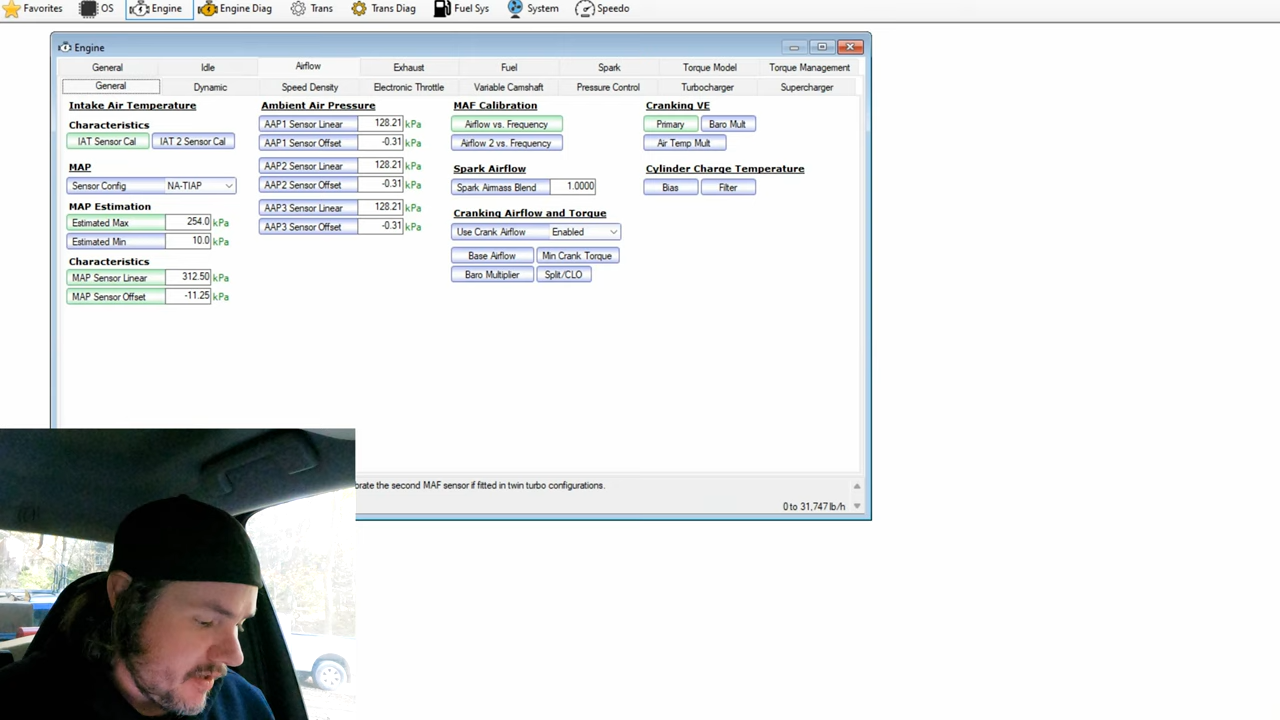 Favorites OS Engine Engine Diag Trans Trans Diag Fuel Sys System Speedo
Engine
General Idle Airflow Exhaust Fuel Spark Torque Model Torque Management
General Dynamic Speed Density Electronic Throttle Variable Camshaft Pressure Control Turbocharger Supercharger
Intake Air Temperature
Characteristics
IAT Sensor Cal IAT 2 Sensor Cal
MAP
Sensor Config NA-TIAP
MAP Estimation
Estimated Max 254.0 kPa
Estimated Min 10.0 kPa
Characteristics
MAP Sensor Linear 312.50 kPa
MAP Sensor Offset -11.25 kPa
Ambient Air Pressure
AAP1 Sensor Linear 128.21 kPa
AAP1 Sensor Offset -0.31 kPa
AAP2 Sensor Linear 128.21 kPa
AAP2 Sensor Offset -0.31 kPa
AAP3 Sensor Linear 128.21 kPa
AAP3 Sensor Offset -0.31 kPa
MAF Calibration
Airflow vs. Frequency
Airflow 2 vs. Frequency
Spark Airflow
Spark Airmass Blend 1.0000
Cranking Airflow and Torque
Use Crank Airflow Enabled
Base Airflow Min Crank Torque
Baro Multiplier Split/CLO
Cranking VE
Primary Baro Mult
Air Temp Mult
Cylinder Charge Temperature
Bias Filter
orate the second MAF sensor if fitted in twin turbo configurations.
0 to 31,747 lb/h